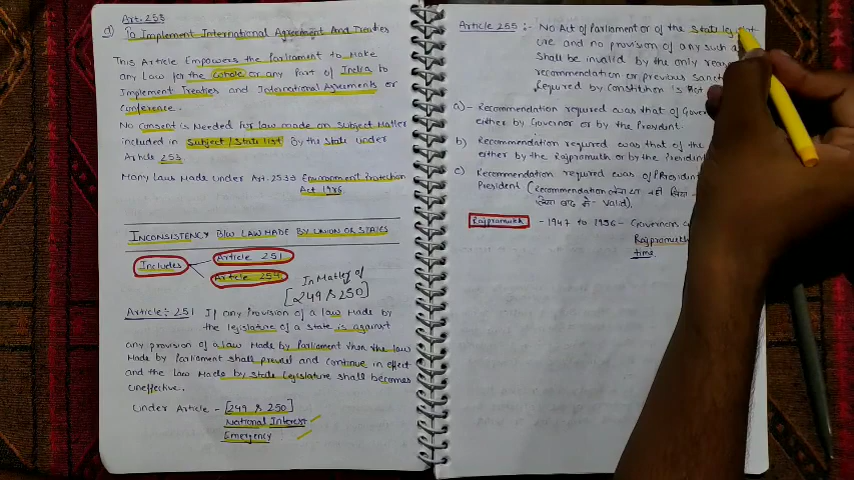 Art. 253
d) To Implement International Agreement And Treaties
This Article Empowers the Parliament to Make
any Law for the whole or any Part of India to
Implement Treaties and International Agreements or
Conference.
No Consent is Needed for law made on Subject Matter
included in Subject/State list by the State under
Article 253
Many Laws Made under Art. 253 Environment Protection
Act 1986
INCONSISTENCY B/W LAW MADE BY UNION OR STATES
Includes
Article 251
Article 254
In Matter of
[249 & 250]
Article:- 251 If any Provision of a law Made by
the legislature of a State is against
any provision of a law Made by Parliament then the law
Made by Parliament shall prevel and continue in effect
and the law Made by state legislature shall becomes
uneffective.
Under Article - [249 & 250]
National Interest
Emergency
Article 255 :- No Act of Parliament or of the State
ure and no provision of any such
shall be invalid by the only
recommendation or previous
required by Constitution is Not
a) - Recommendation required was that of
either by Governor or by the President.
b) Recommendation required was that of the
either by the Rajpramukh or by the President
c) Recommendation required was of President
President (Recommendation
Valid).
Rajpramukh - 1947 to 1956 - Governors
Rajpramukh
time.